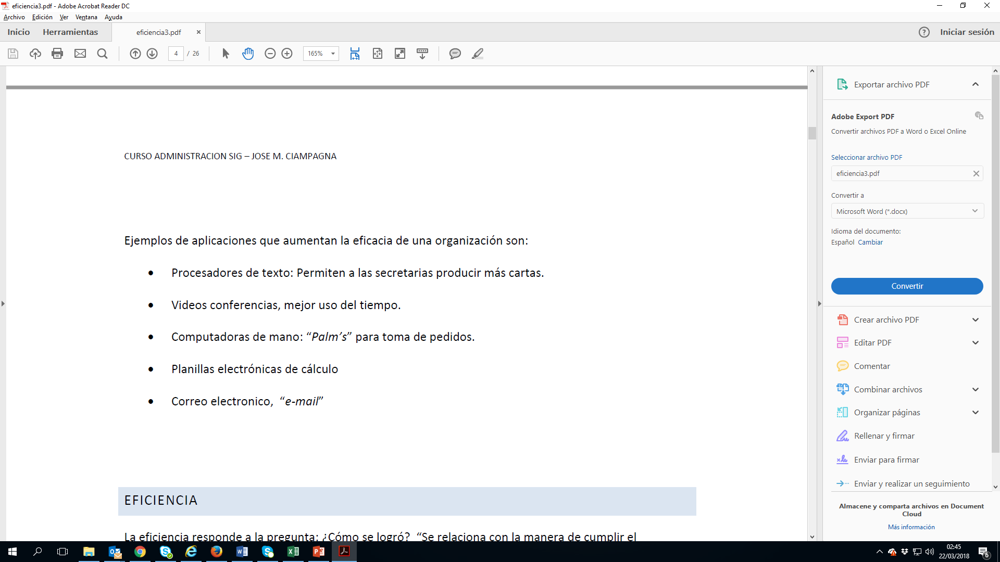 eficiencia3.pdf - Adobe Acrobat Reader DC
Archivo Edición Ver Ventana Ayuda
Inicio Herramientas eficiencia3.pdf Iniciar sesión
4 / 26 165%
Exportar archivo PDF
Adobe Export PDF
Convertir archivos PDF a Word o Excel Online
Seleccionar archivo PDF
eficiencia3.pdf
Convertir a
Microsoft Word (*.docx)
Idioma del documento:
Español Cambiar
Convertir
Crear archivo PDF
Editar PDF
Comentar
Combinar archivos
Organizar páginas
Rellenar y firmar
Enviar para firmar
Enviar y realizar un seguimiento
Almacene y comparta archivos en Document
Cloud
Más información
CURSO ADMINISTRACION SIG – JOSE M. CIAMPAGNA
Ejemplos de aplicaciones que aumentan la eficacia de una organización son:
• Procesadores de texto: Permiten a las secretarias producir más cartas.
• Videos conferencias, mejor uso del tiempo.
• Computadoras de mano: “Palm’s” para toma de pedidos.
• Planillas electrónicas de cálculo
• Correo electronico, “e-mail”
EFICIENCIA
La eficiencia responde a la pregunta: ¿Cómo se logró? “Se relaciona con la manera de cumplir el
02:45
22/03/2018
6